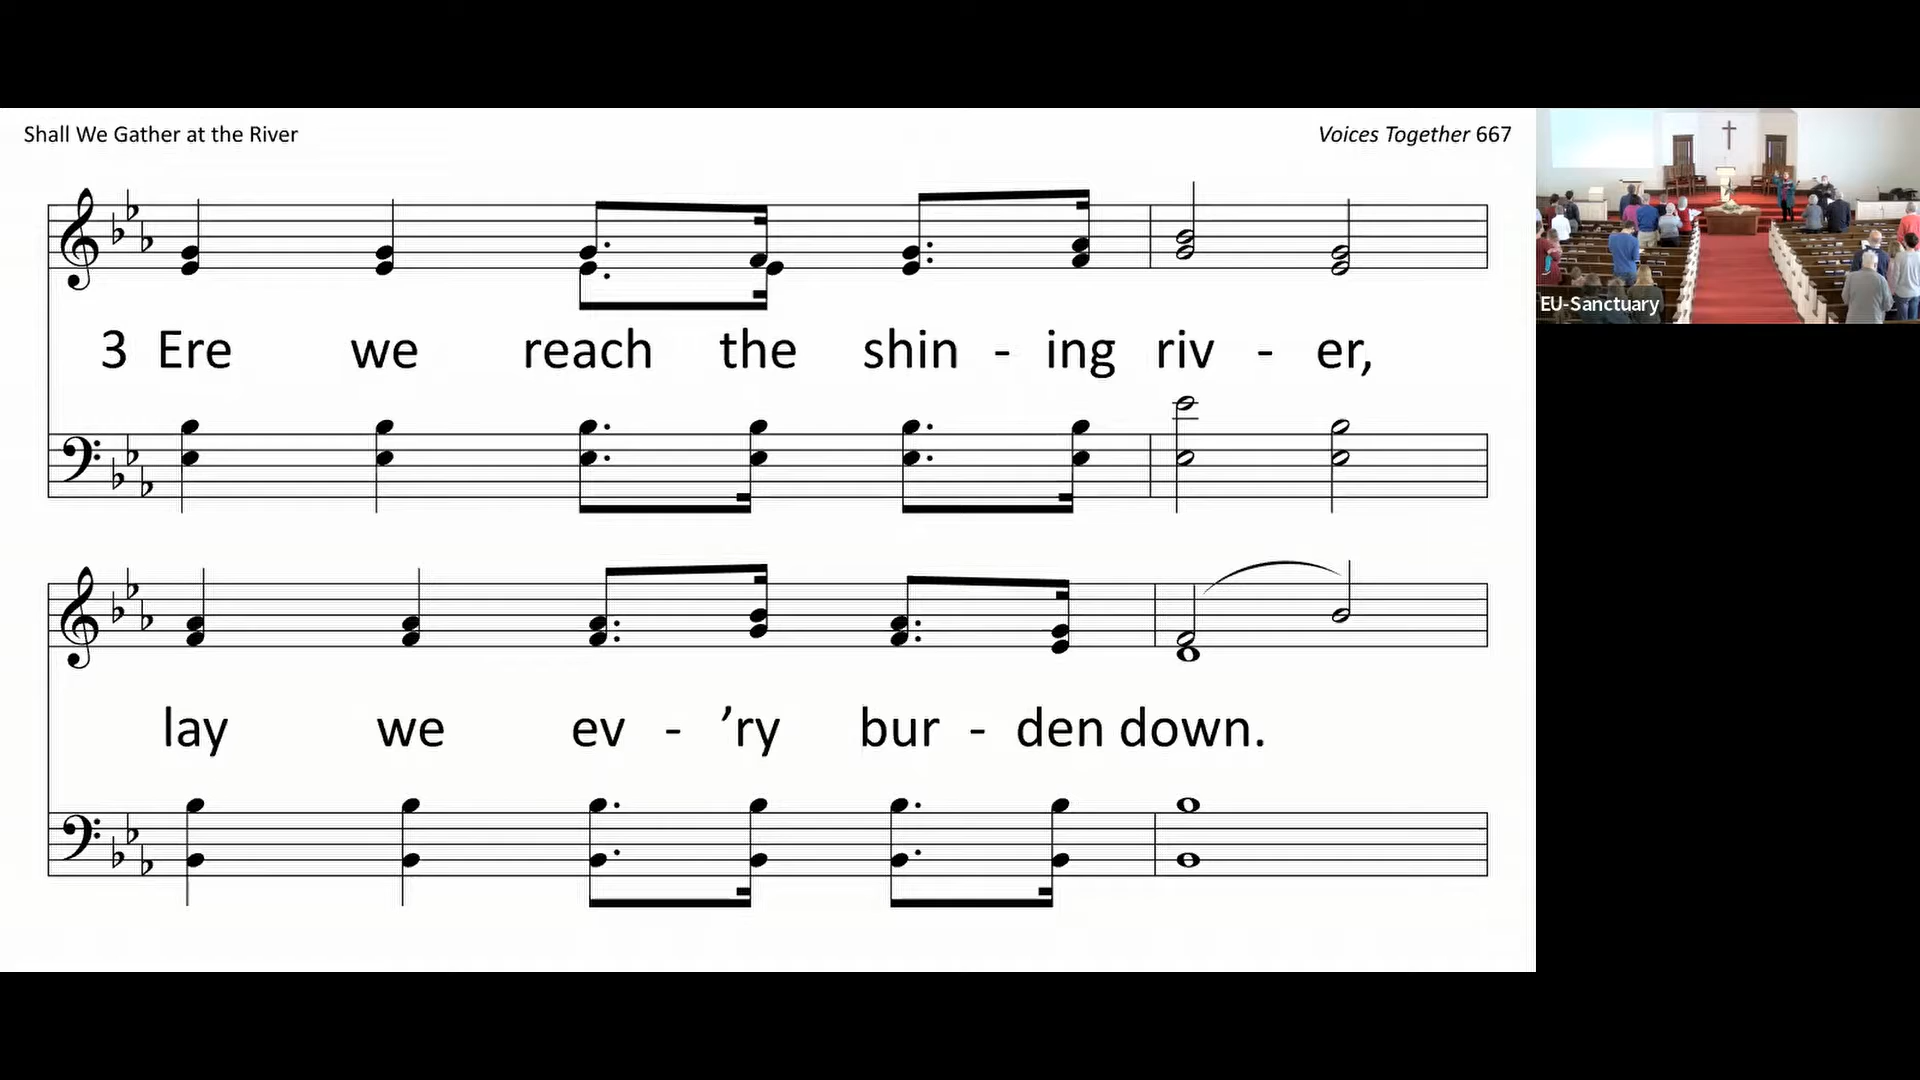 Shall We Gather at the River
Voices Together 667
EU-Sanctuary
3 Ere we reach the shin - ing riv - er,
lay we ev - ’ry bur - den down.